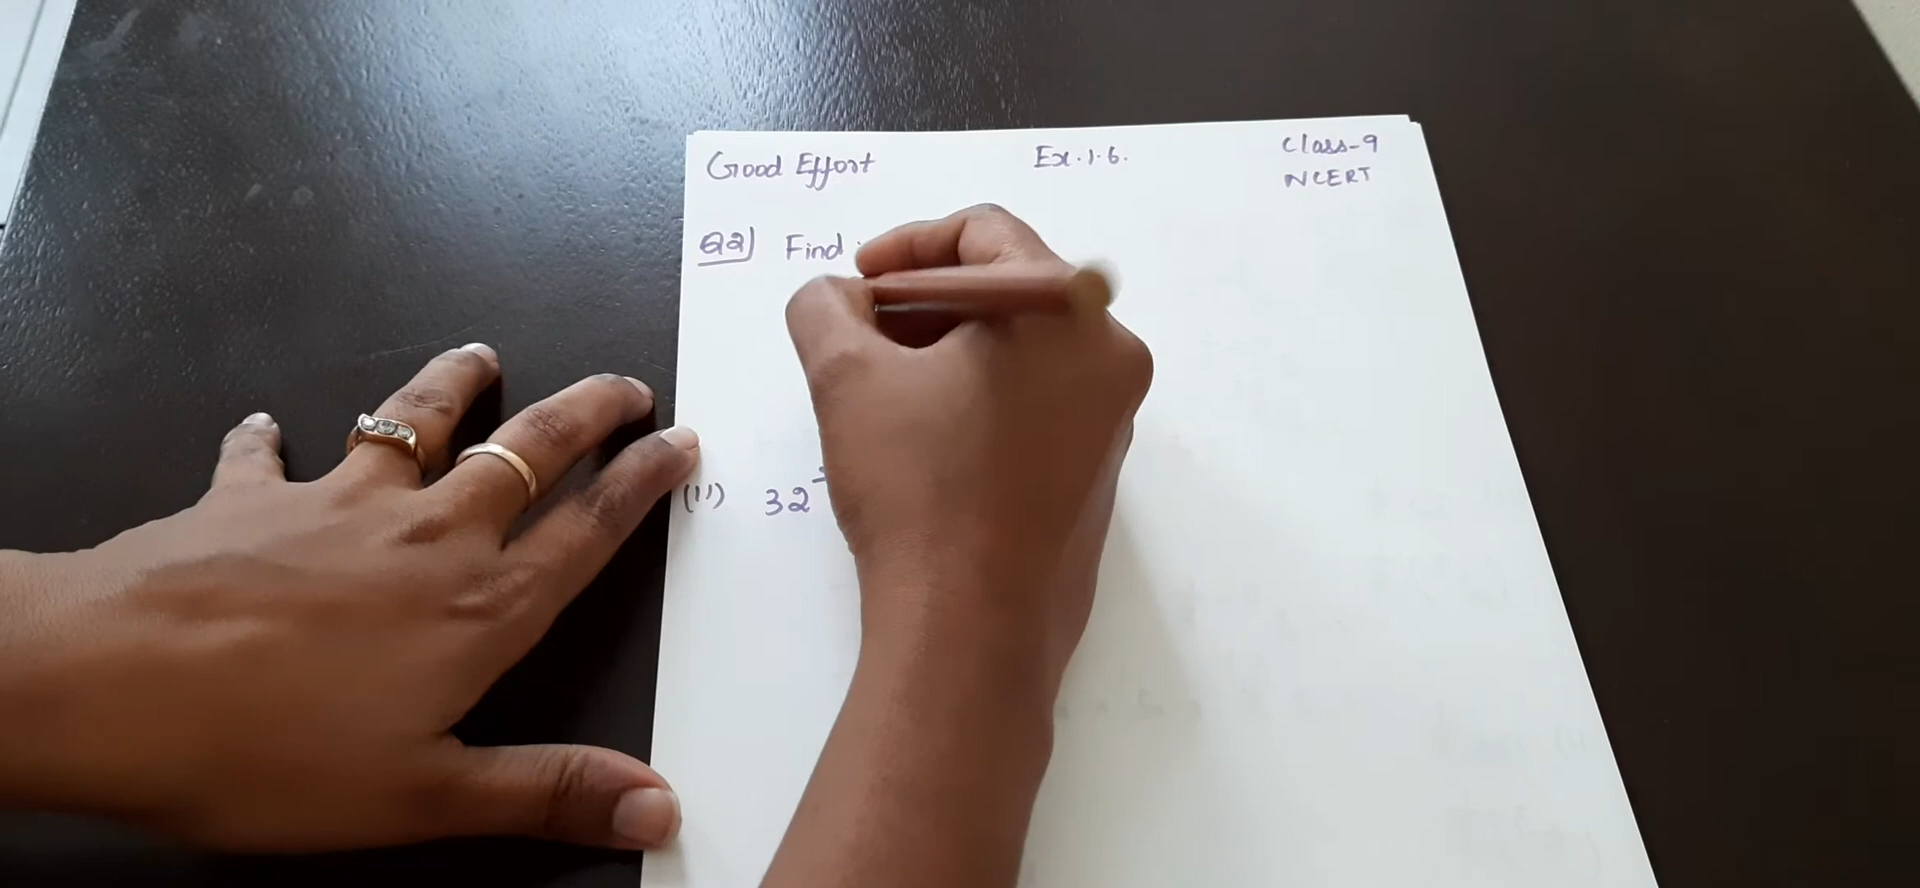 Good Effort Ex.1.6. Class-9
NCERT
Q2) Find :
(ii) 32